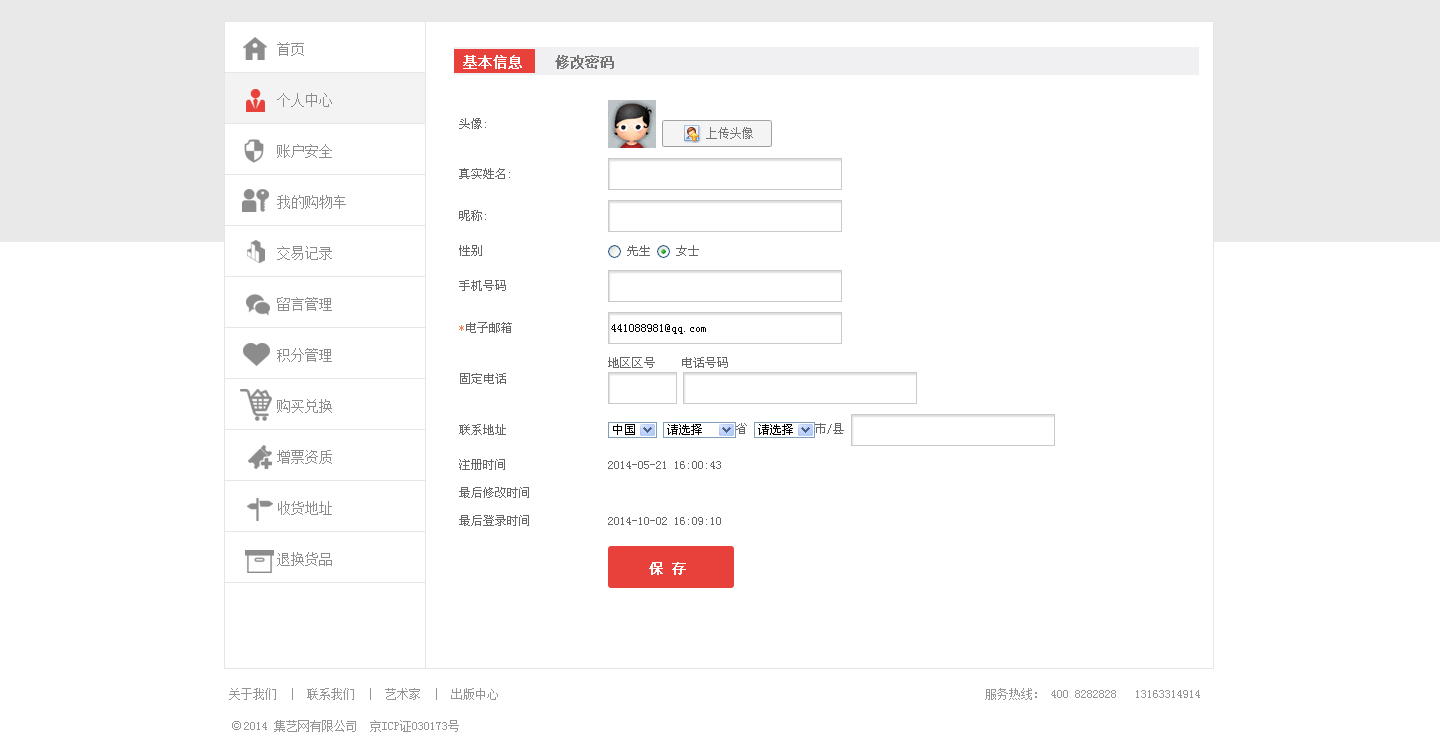 首页
个人中心
账户安全
我的购物车
交易记录
留言管理
积分管理
购买兑换
增票资质
收货地址
退换货品
基本信息 修改密码
头像:
上传头像
真实姓名:
昵称:
性别 先生 女士
手机号码
*电子邮箱 441088981@qq.com
地区区号 电话号码
固定电话
联系地址 中国 请选择 省 请选择 市/县
注册时间 2014-05-21 16:00:43
最后修改时间
最后登录时间 2014-10-02 16:09:10
保 存
关于我们 | 联系我们 | 艺术家 | 出版中心 服务热线: 400 8282828 13163314914
©2014 集艺网有限公司 京ICP证030173号